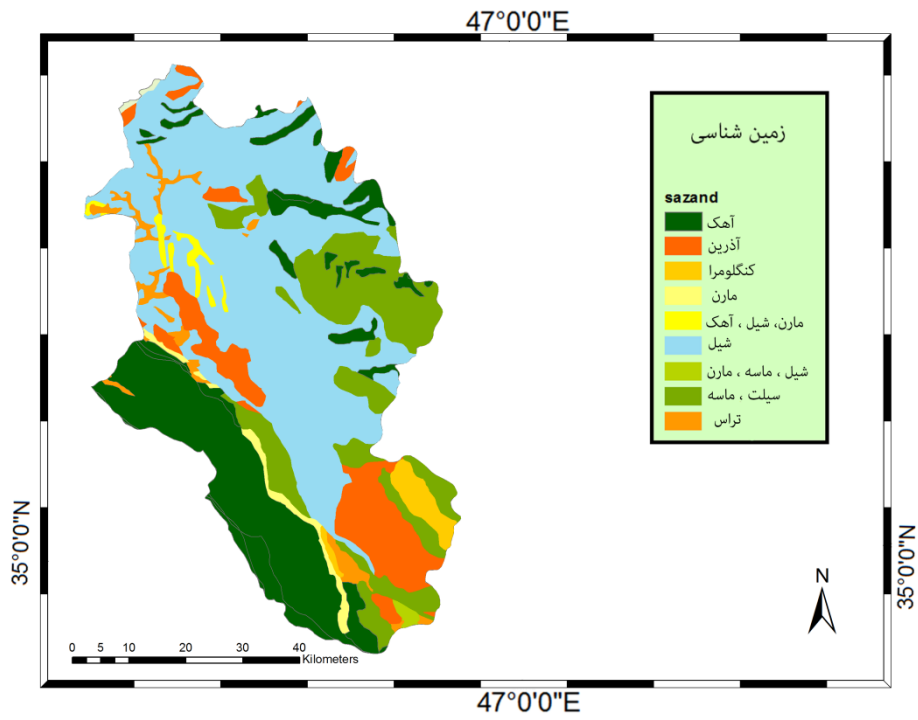 47°0'0"E
زمین شناسی
sazand
آهک
آذرین
کنگلومرا
مارن
مارن، شیل ، آهک
شیل
شیل ، ماسه ، مارن
سیلت ، ماسه
تراس
35°0'0"N
35°0'0"N
N
0 5 10 20 30 40
Kilometers
47°0'0"E